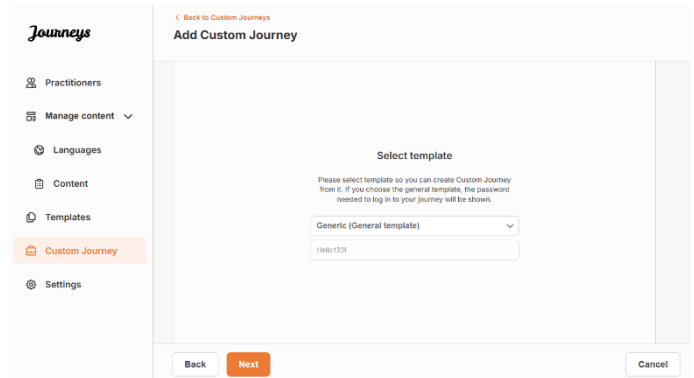 Journeys
Practitioners
Manage content
Languages
Content
Templates
Custom Journey
Settings
< Back to Custom Journeys
Add Custom Journey
Select template
Please select template so you can create Custom Journey
from it. If you choose the general template, the password
needed to log in to your journey will be shown.
Generic (General template)
Hello123!
Back
Next
Cancel